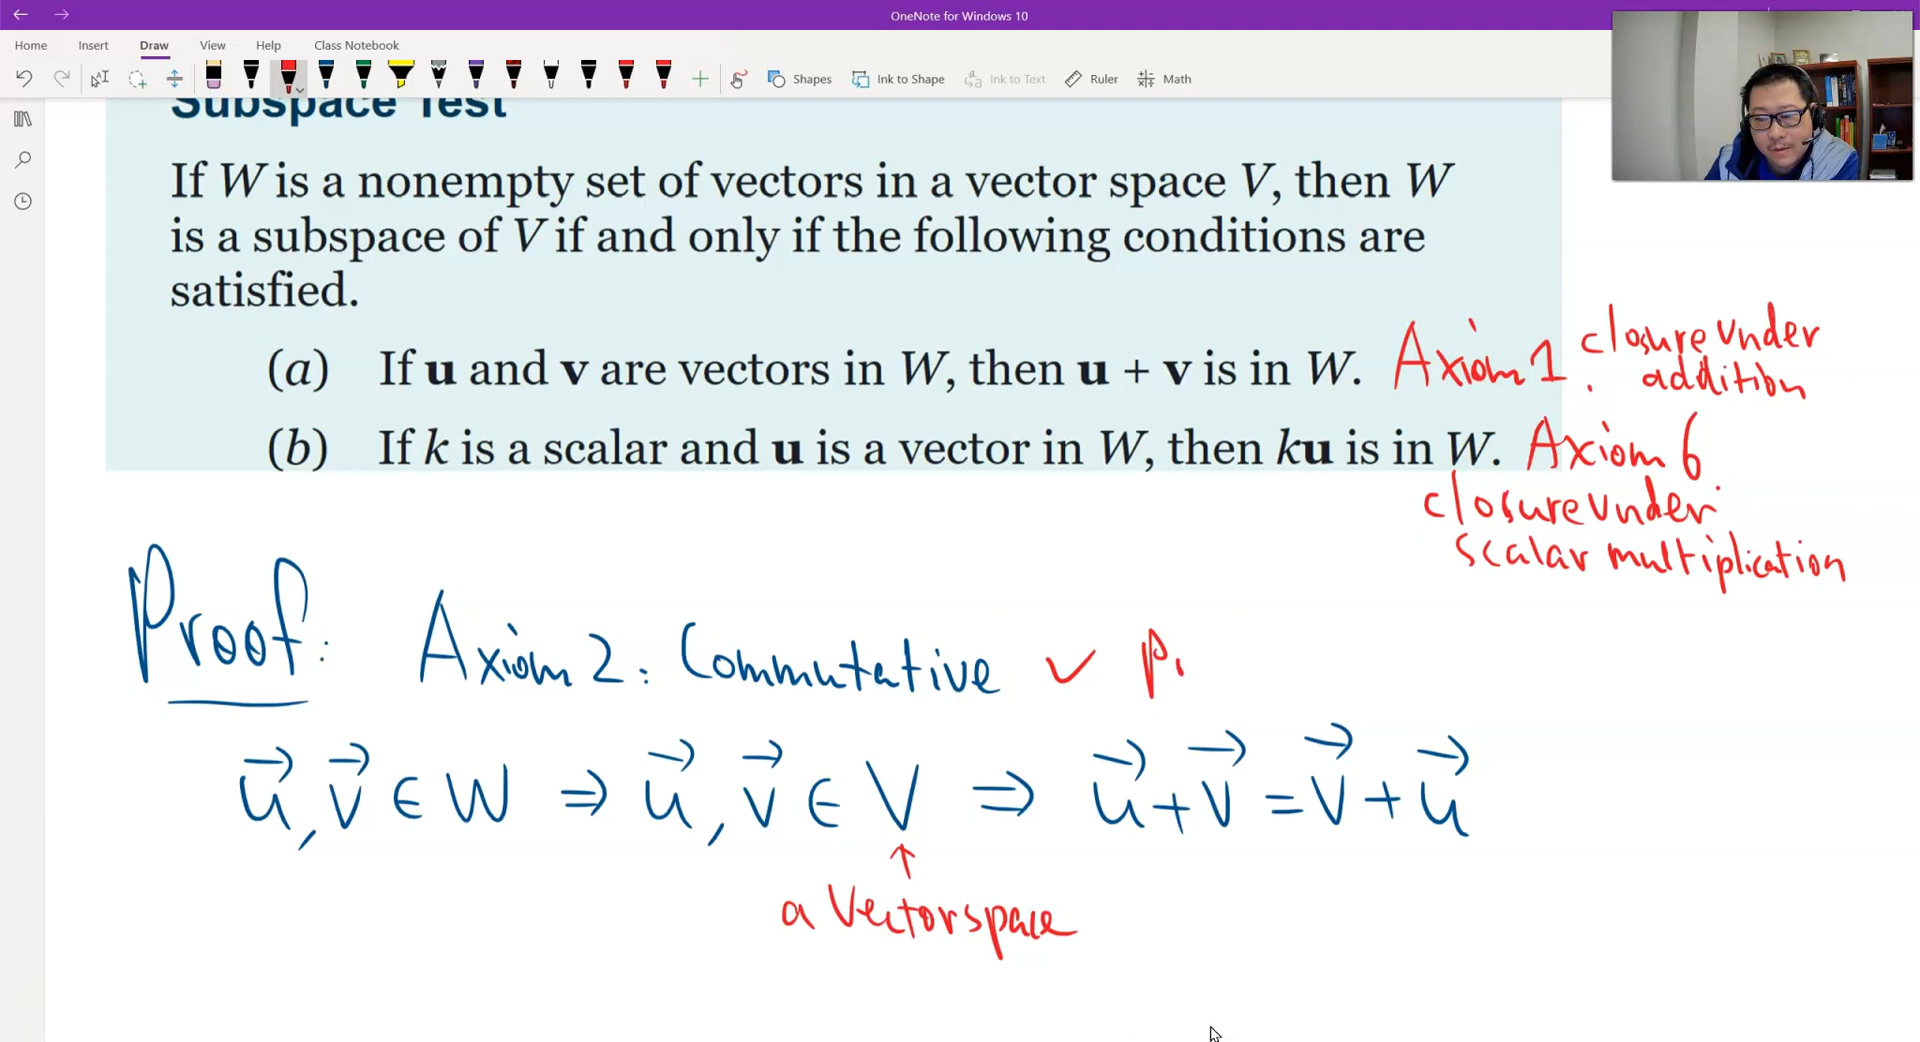 OneNote for Windows 10
Home Insert Draw View Help Class Notebook
Shapes Ink to Shape Ink to Text Ruler Math
Subspace Test
If W is a nonempty set of vectors in a vector space V, then W
is a subspace of V if and only if the following conditions are
satisfied.
(a) If u and v are vectors in W, then u + v is in W. Axiom 1. closure under
addition
(b) If k is a scalar and u is a vector in W, then ku is in W. Axiom 6
closure under
scalar multiplication
Proof: Axiom 2: Commutative ✓ p
u⃗, v⃗ ∈ W ⇒ u⃗, v⃗ ∈ V ⇒ u⃗ + v⃗ = v⃗ + u⃗
↑
a Vector space